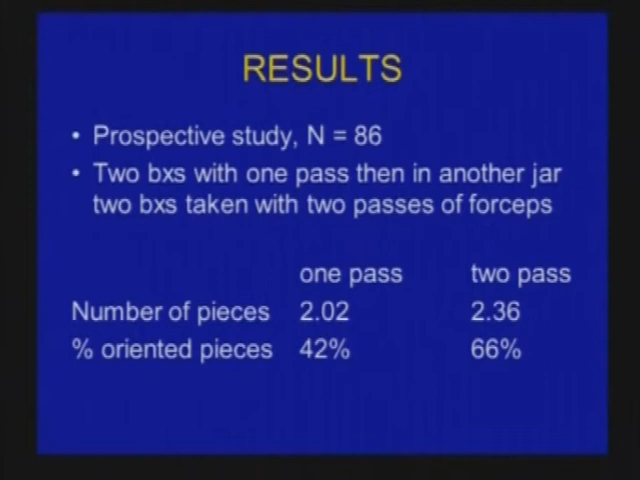 RESULTS
• Prospective study, N = 86
• Two bxs with one pass then in another jar
two bxs taken with two passes of forceps
one pass two pass
Number of pieces 2.02 2.36
% oriented pieces 42% 66%